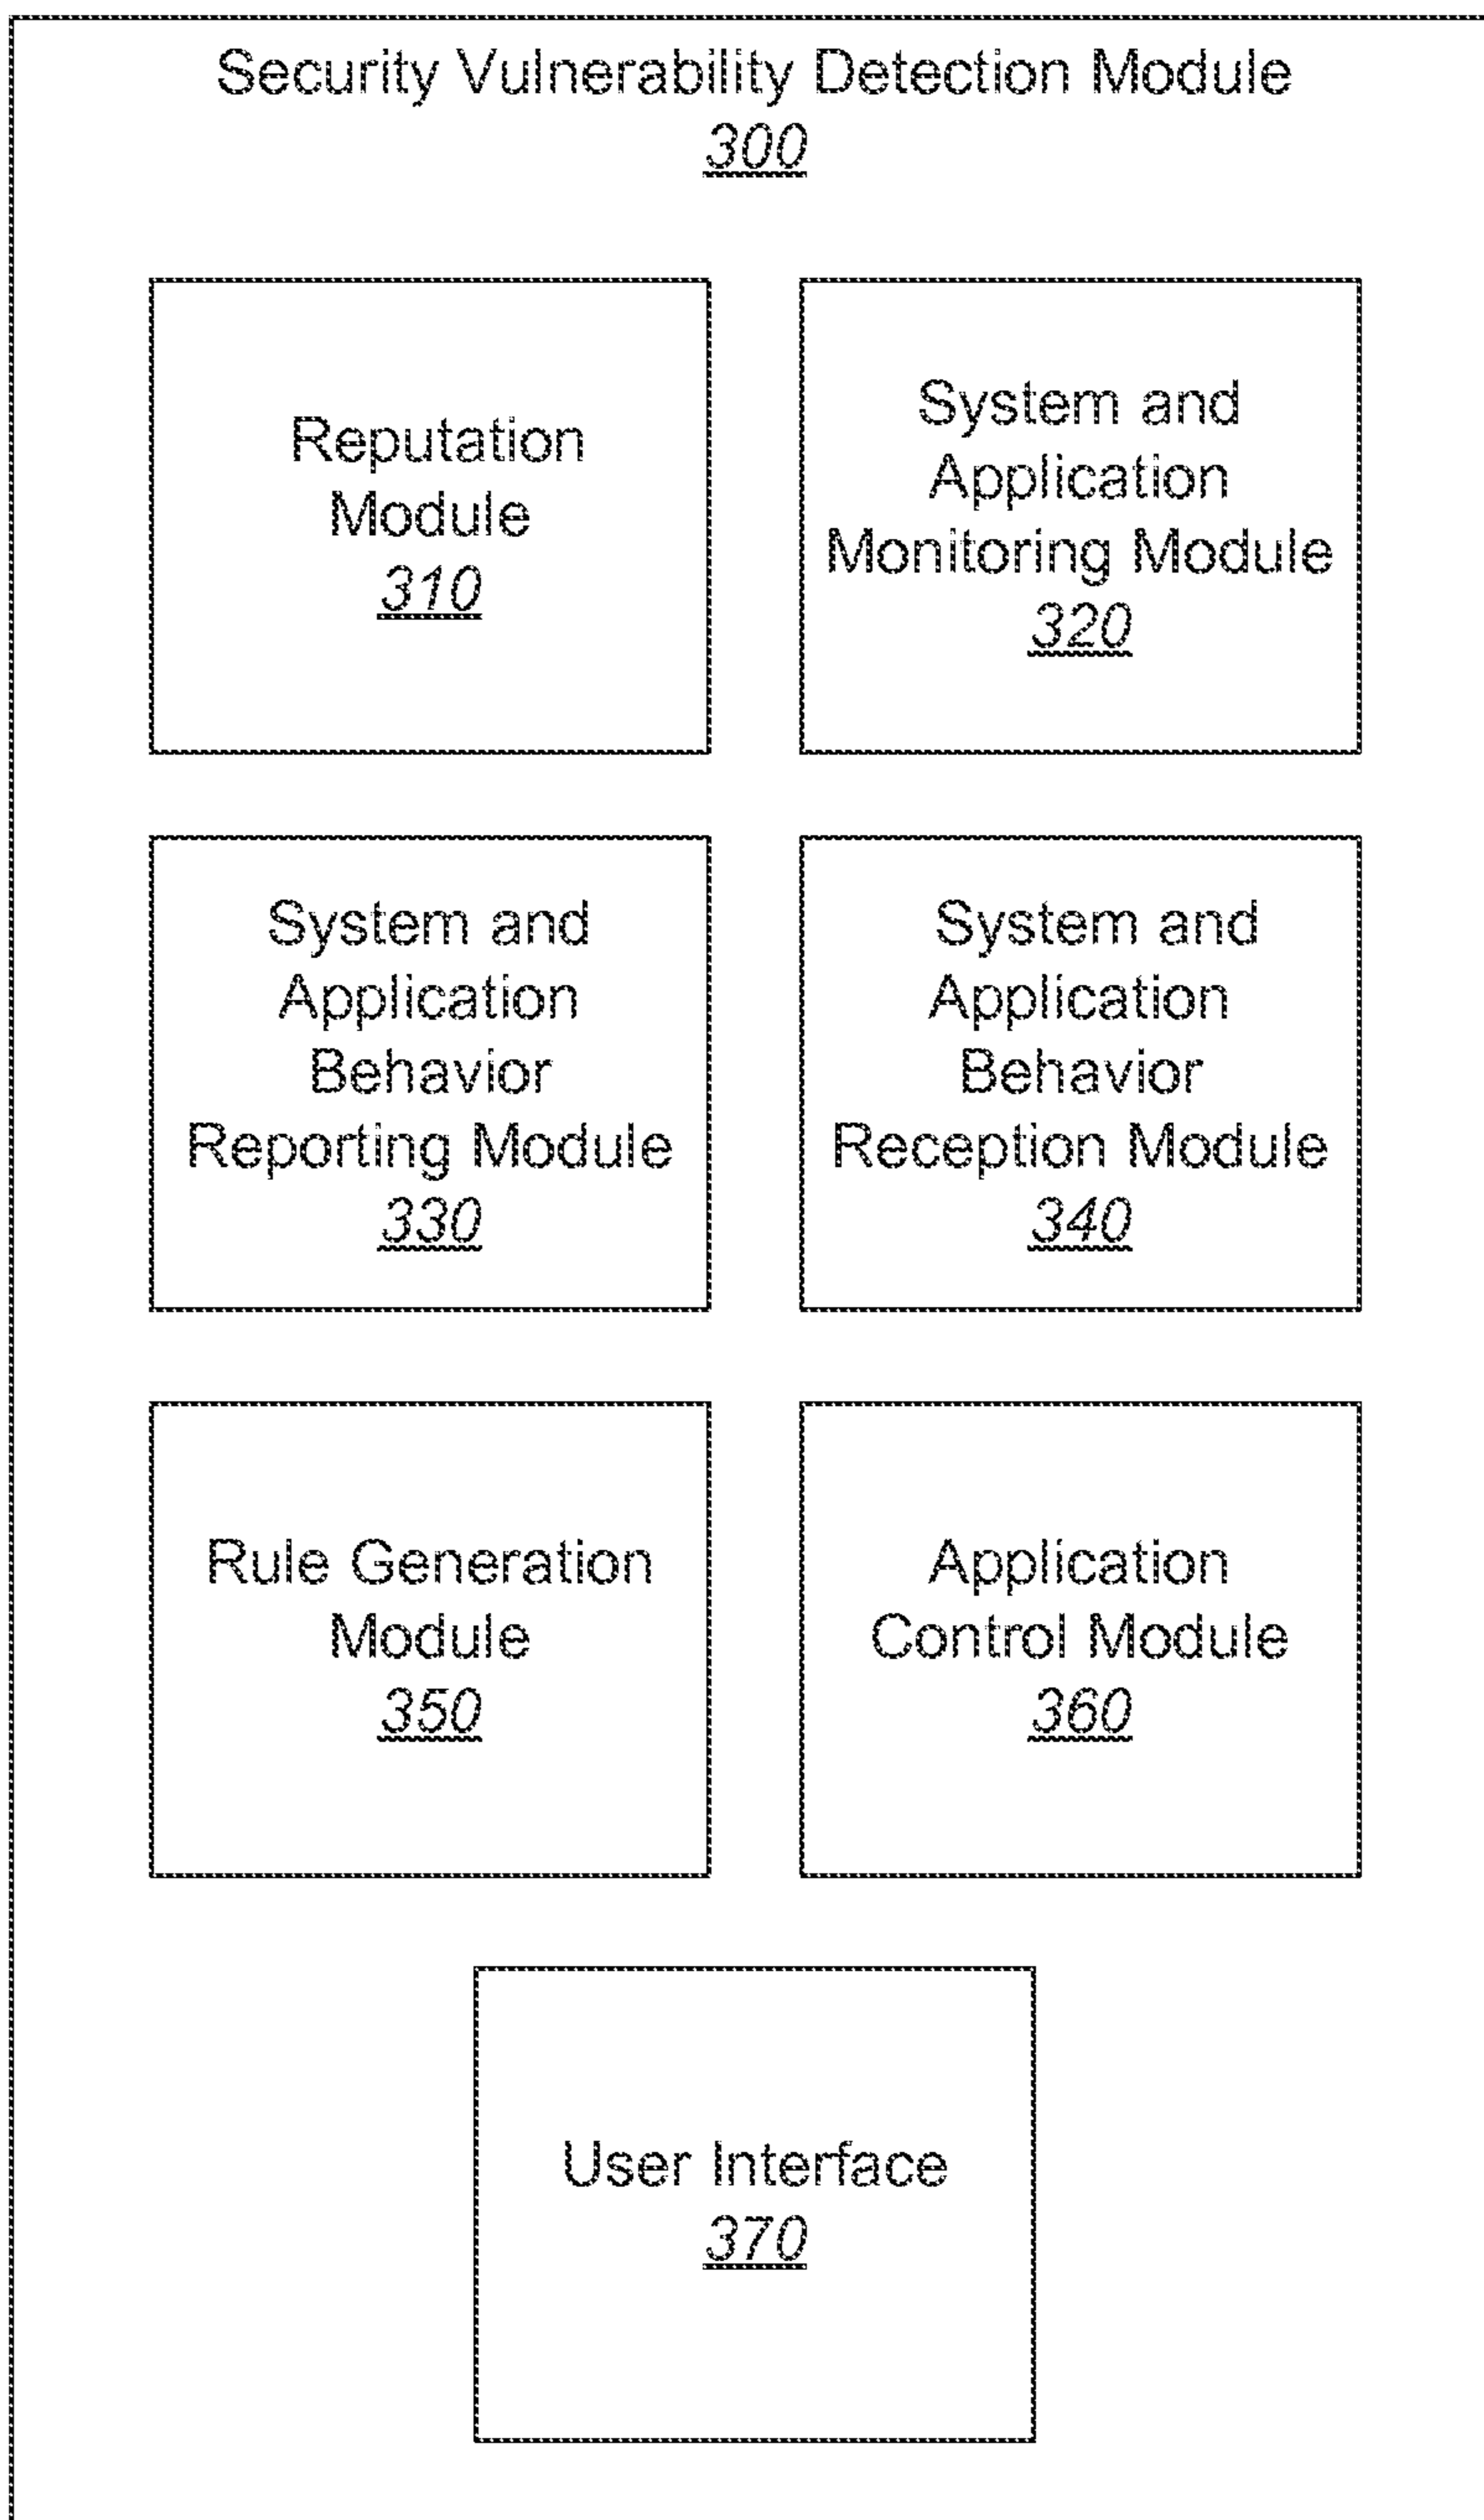 Security Vulnerability Detection Module
300
Reputation
Module
310
System and
Application
Monitoring Module
320
System and
Application
Behavior
Reporting Module
330
System and
Application
Behavior
Reception Module
340
Rule Generation
Module
350
Application
Control Module
360
User Interface
370